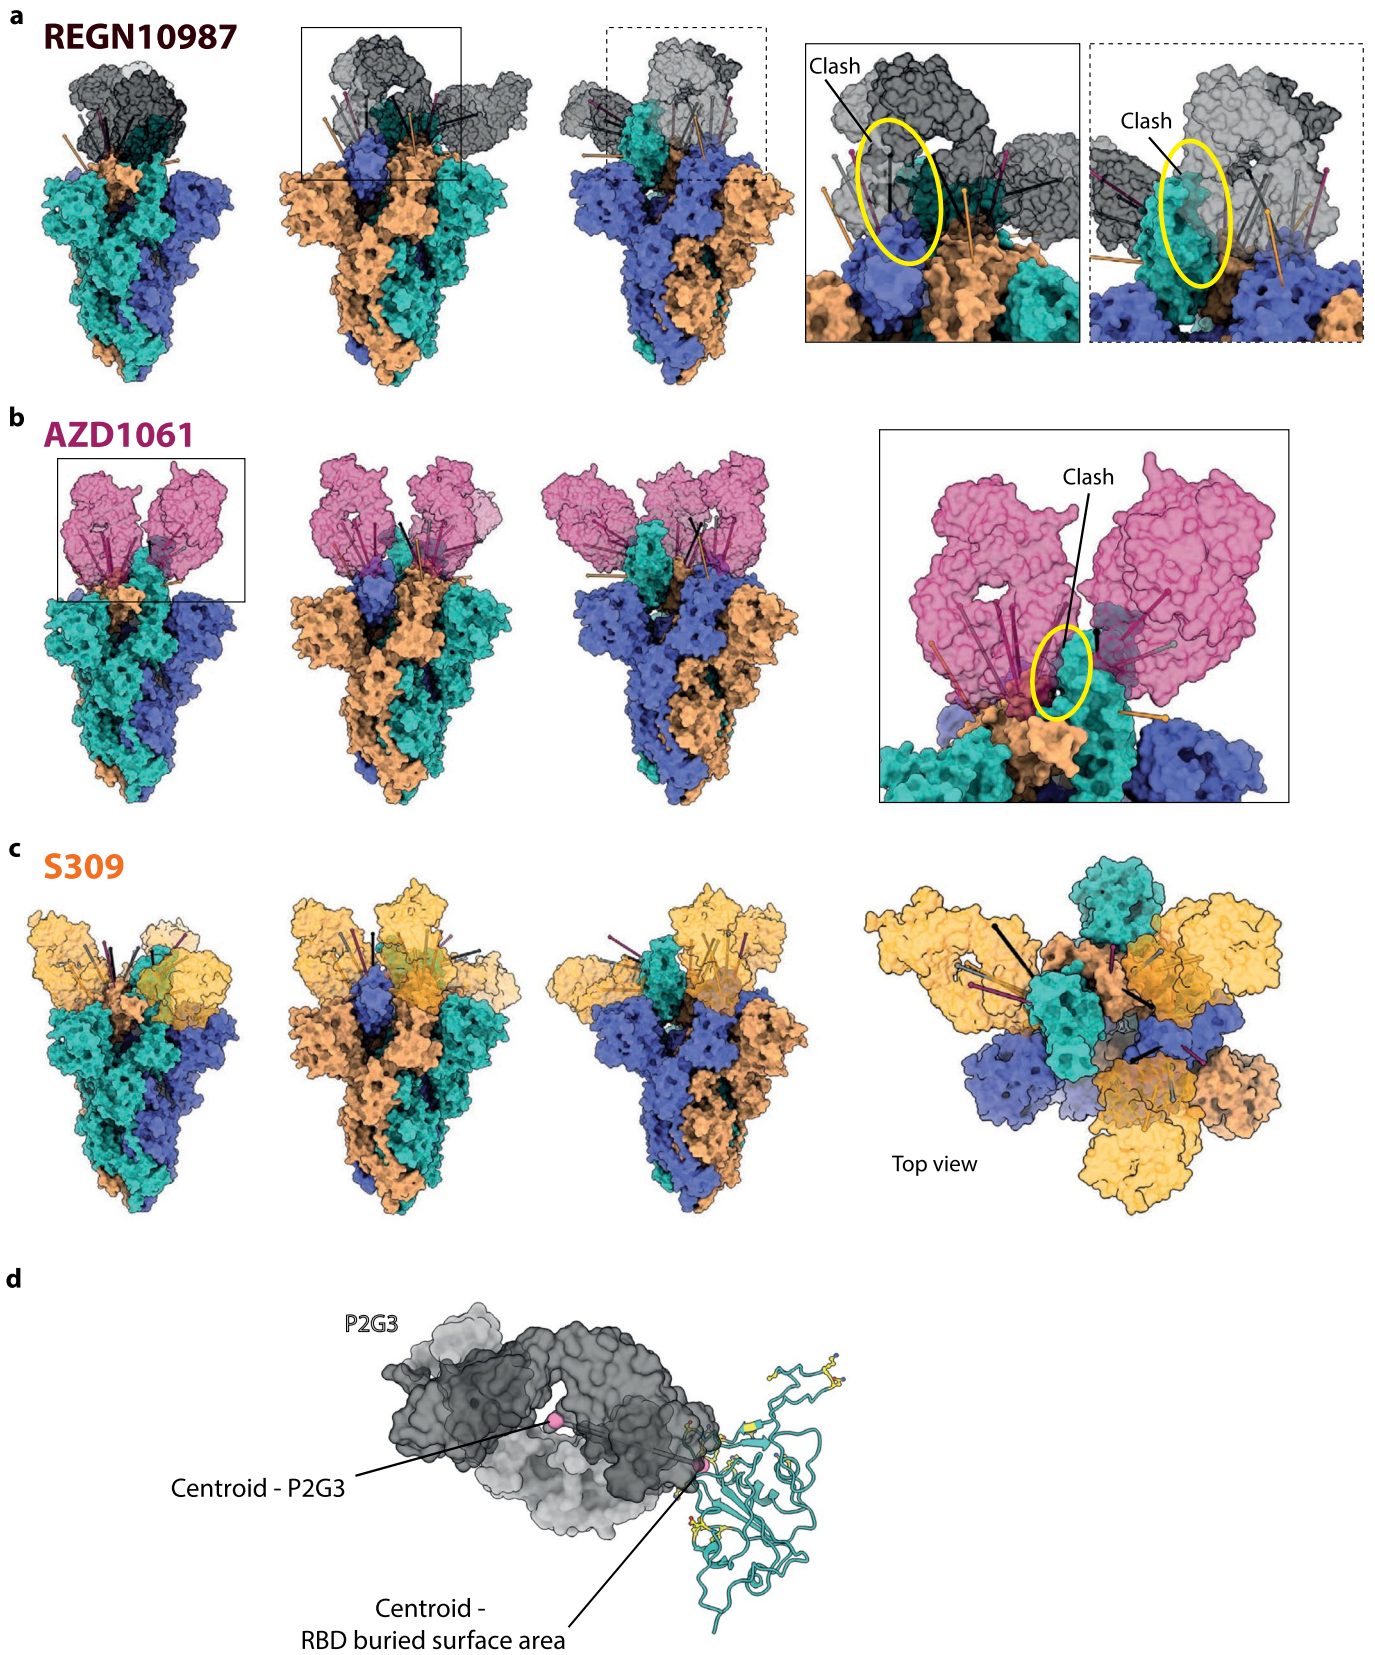 a
REGN10987
Clash
Clash
b
AZD1061
Clash
c
S309
Top view
d
P2G3
Centroid - P2G3
Centroid -
RBD buried surface area